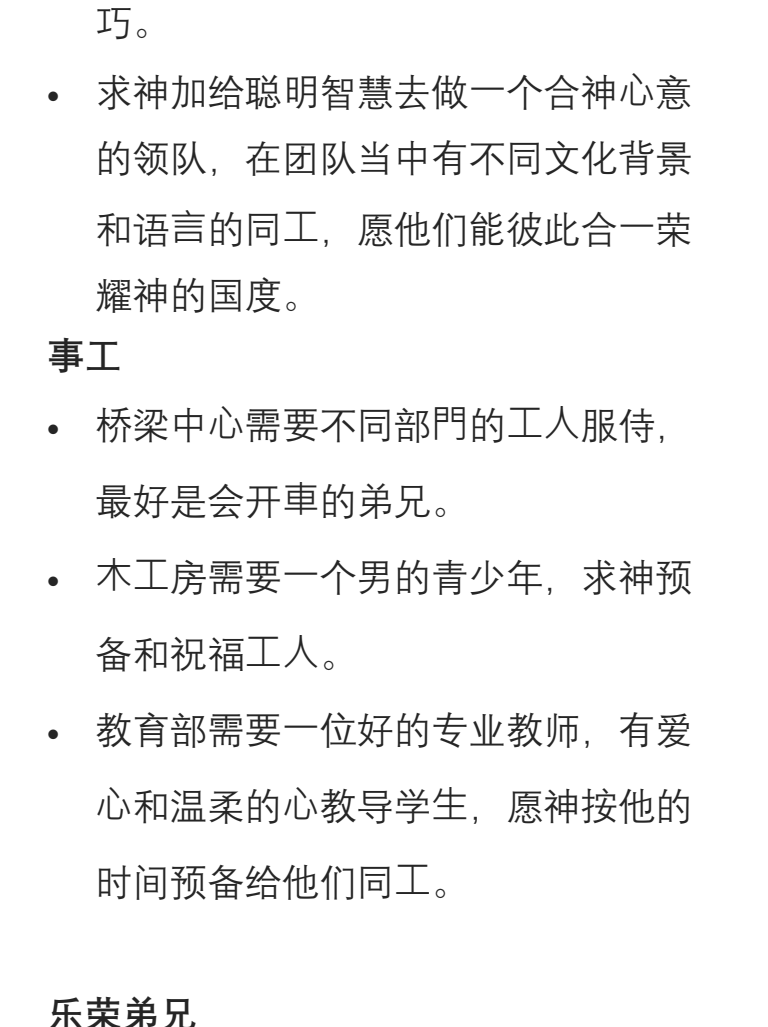 巧。
• 求神加给聪明智慧去做一个合神心意
的领队，在团队当中有不同文化背景
和语言的同工，愿他们能彼此合一荣
耀神的国度。
事工
• 桥梁中心需要不同部門的工人服侍，
最好是会开車的弟兄。
• 木工房需要一个男的青少年，求神预
备和祝福工人。
• 教育部需要一位好的专业教师，有爱
心和温柔的心教导学生，愿神按他的
时间预备给他们同工。
乐荣弟兄